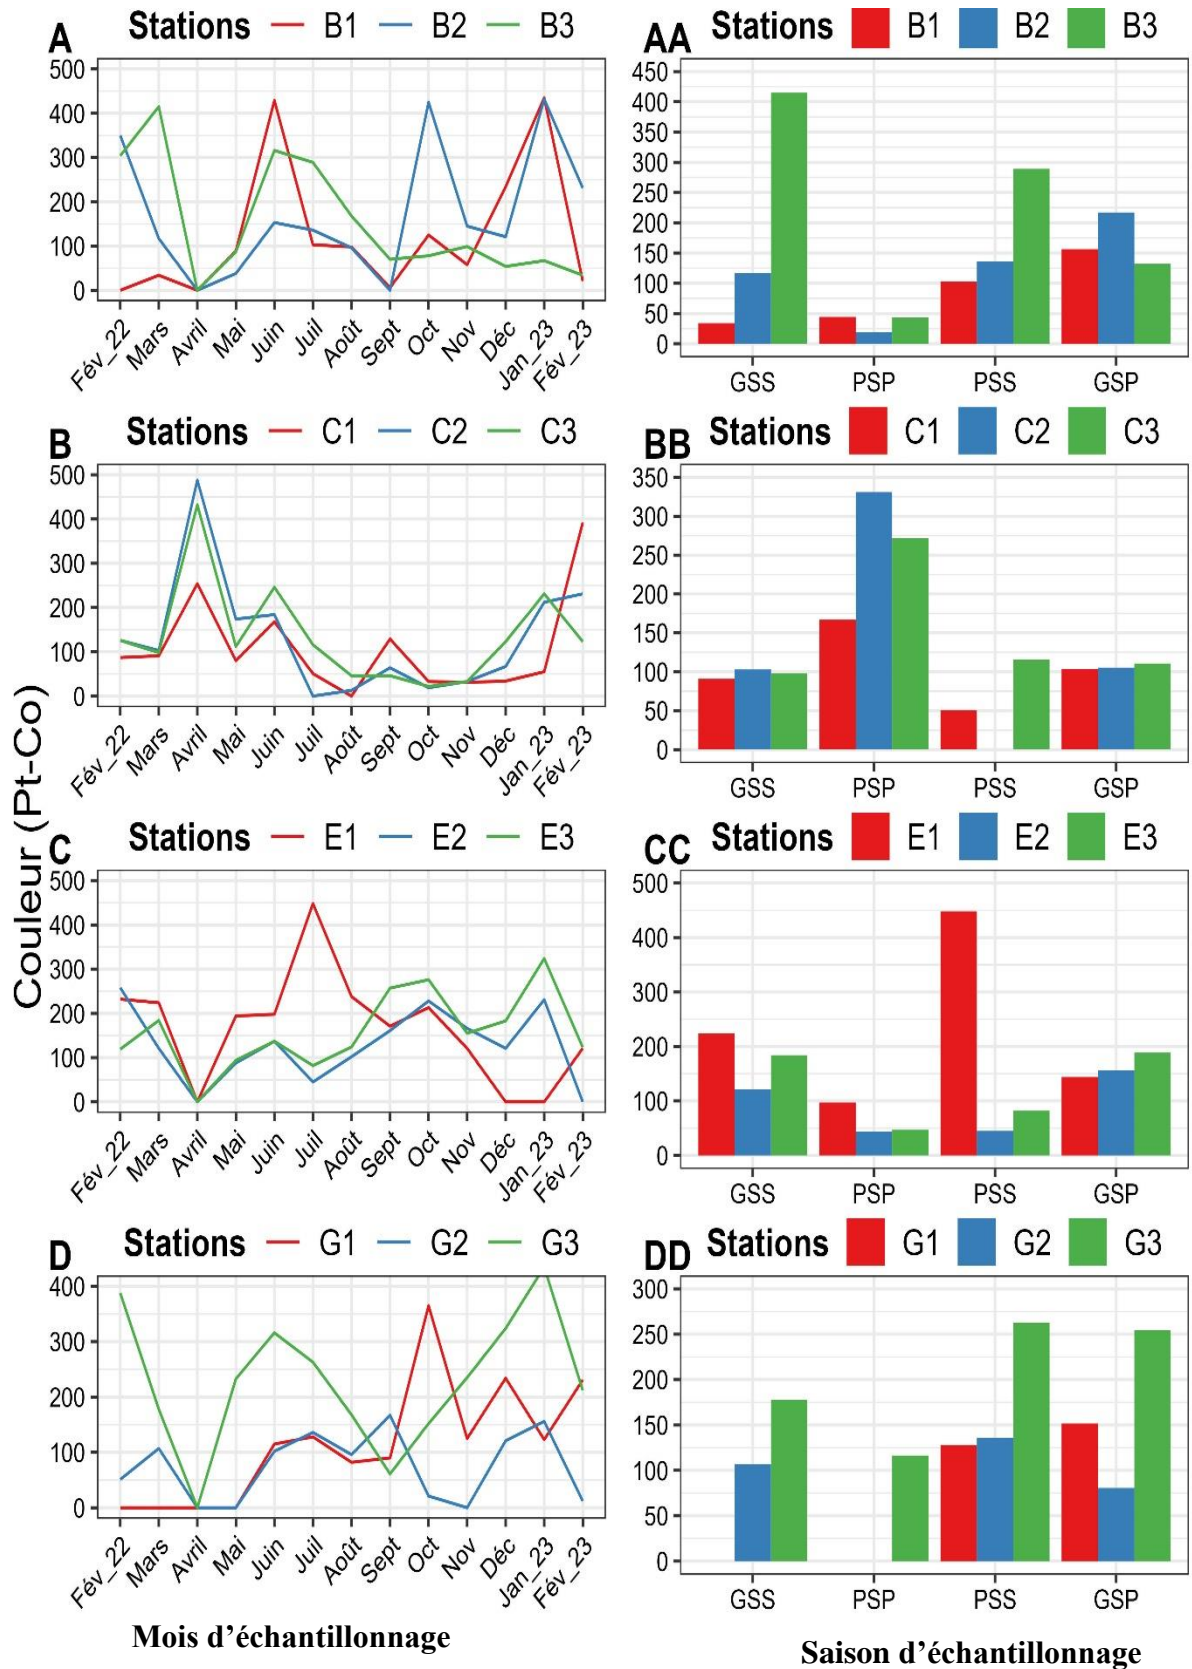 Couleur (Pt-Co)
A Stations B1 B2 B3
500
400
300
200
100
0
Fév_22 Mars Avril Mai Juin Juil Août Sept Oct Nov Déc Jan_23 Fév_23
AA Stations B1 B2 B3
450
400
350
300
250
200
150
100
50
0
GSS PSP PSS GSP
B Stations C1 C2 C3
500
400
300
200
100
0
Fév_22 Mars Avril Mai Juin Juil Août Sept Oct Nov Déc Jan_23 Fév_23
BB Stations C1 C2 C3
350
300
250
200
150
100
50
0
GSS PSP PSS GSP
C Stations E1 E2 E3
500
400
300
200
100
0
Fév_22 Mars Avril Mai Juin Juil Août Sept Oct Nov Déc Jan_23 Fév_23
CC Stations E1 E2 E3
500
400
300
200
100
0
GSS PSP PSS GSP
D Stations G1 G2 G3
400
300
200
100
0
Fév_22 Mars Avril Mai Juin Juil Août Sept Oct Nov Déc Jan_23 Fév_23
DD Stations G1 G2 G3
300
250
200
150
100
50
0
GSS PSP PSS GSP
Mois d’échantillonnage
Saison d’échantillonnage